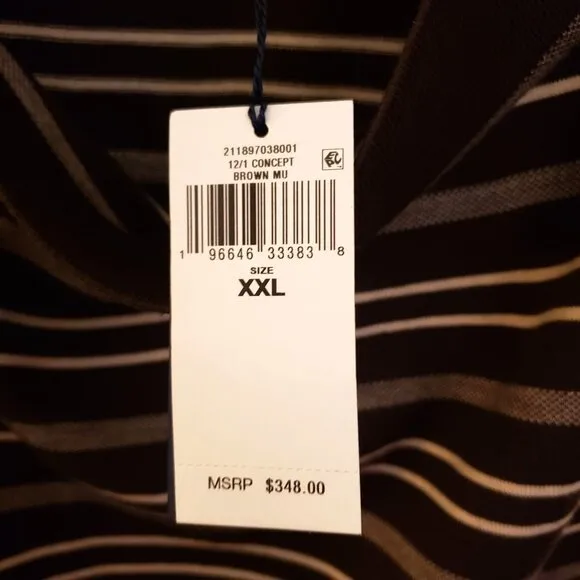 211897038001
12/1 CONCEPT
BROWN MU
1 96646 33383 8
SIZE
XXL
MSRP $348.00